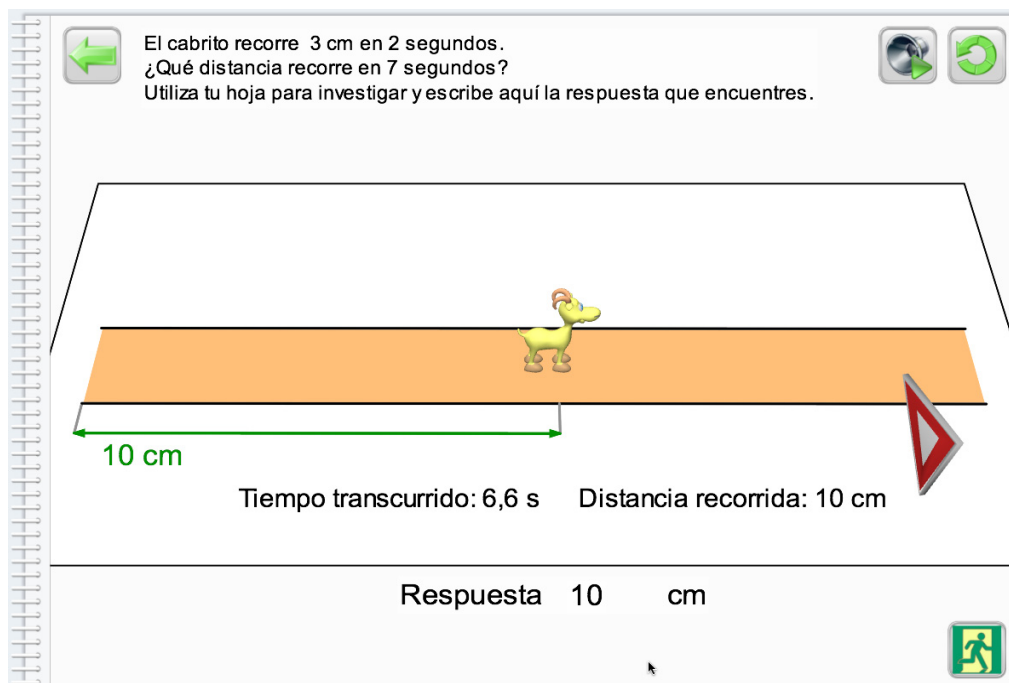 El cabrito recorre 3 cm en 2 segundos.
¿Qué distancia recorre en 7 segundos?
Utiliza tu hoja para investigar y escribe aquí la respuesta que encuentres.
10 cm
Tiempo transcurrido: 6,6 s Distancia recorrida: 10 cm
Respuesta 10 cm